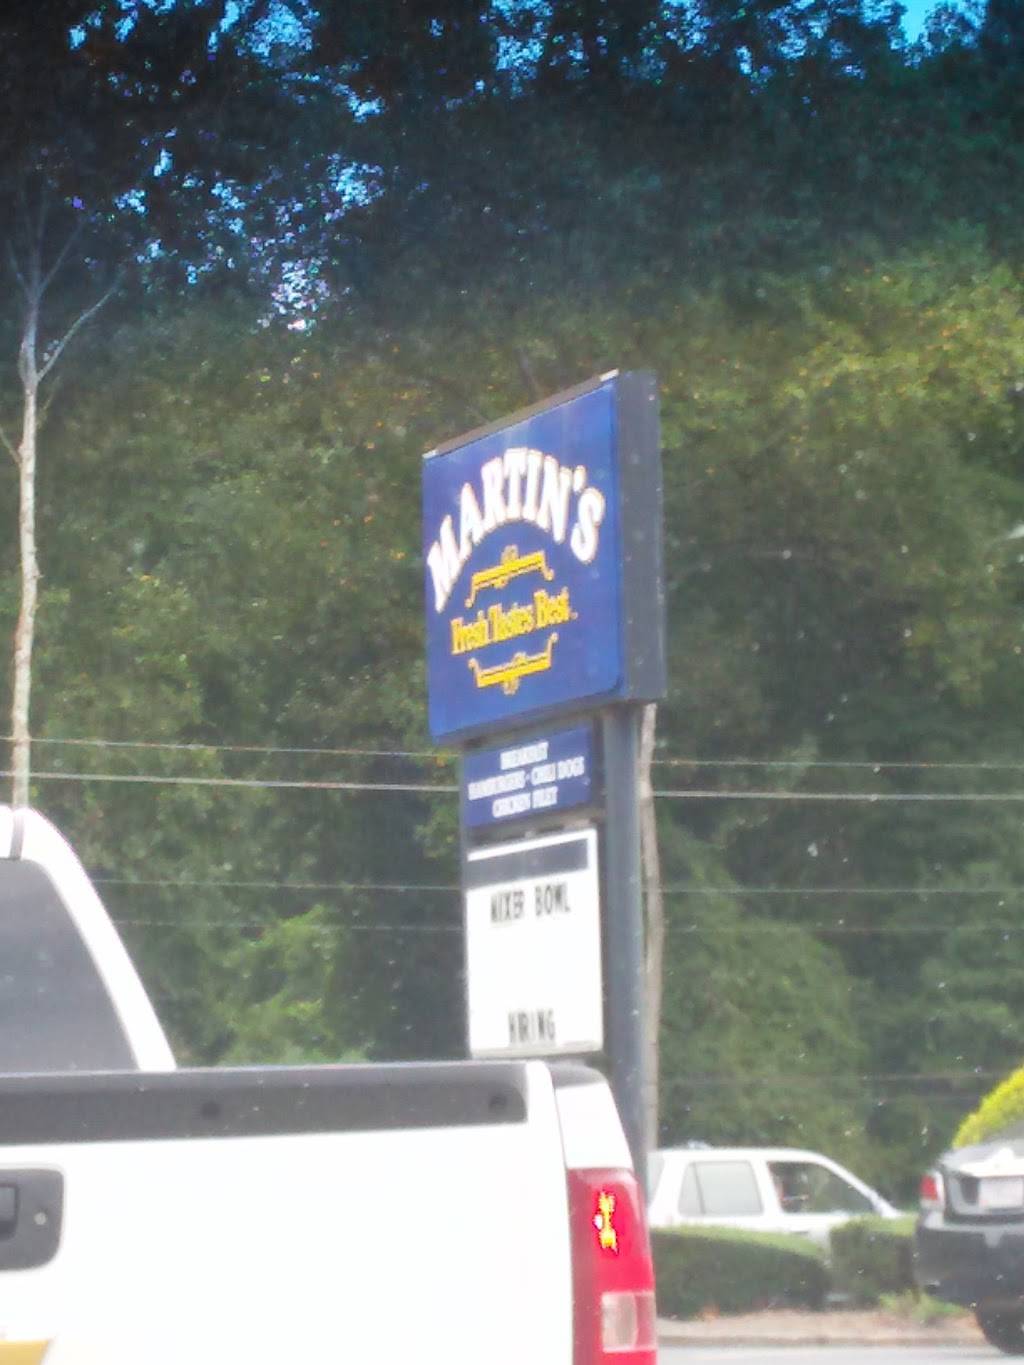 MARTIN'S
Fresh Tastes Best
BREAKFAST
HAMBURGERS - CHILI DOGS
CHICKEN FILET
MIXER BOWL
HIRING